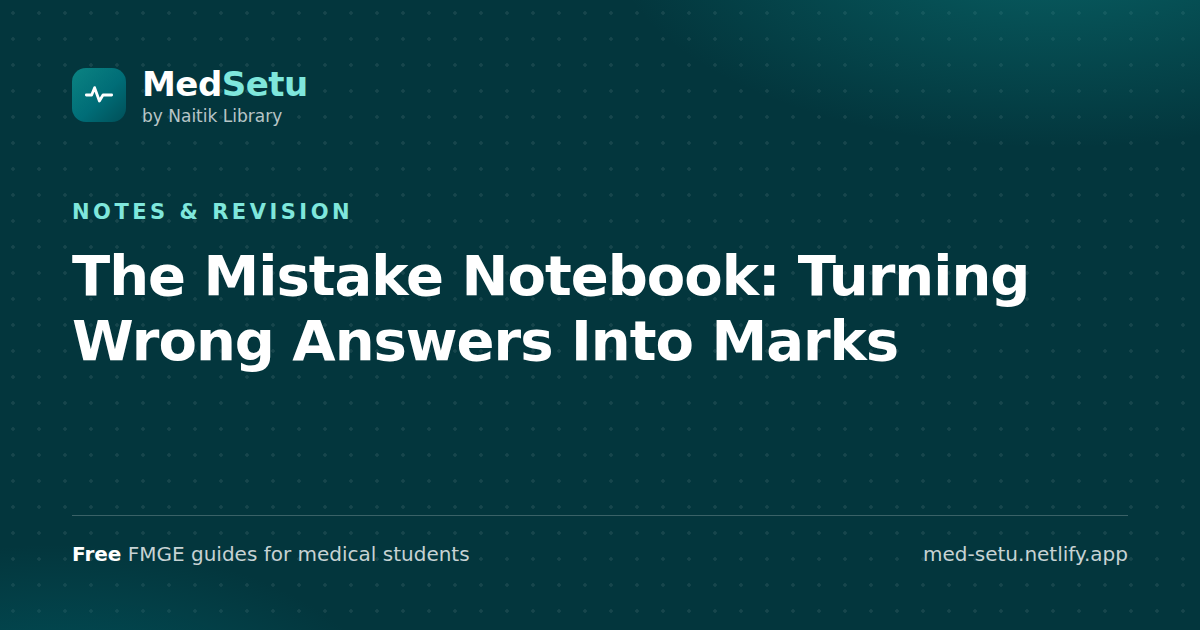 MedSetu
by Naitik Library
NOTES & REVISION
The Mistake Notebook: Turning
Wrong Answers Into Marks
Free FMGE guides for medical students
med-setu.netlify.app